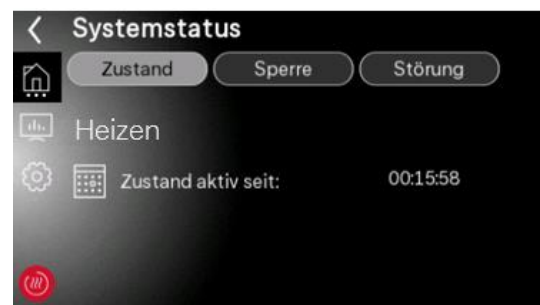 Systemstatus
Zustand Sperre Störung
Heizen
Zustand aktiv seit: 00:15:58